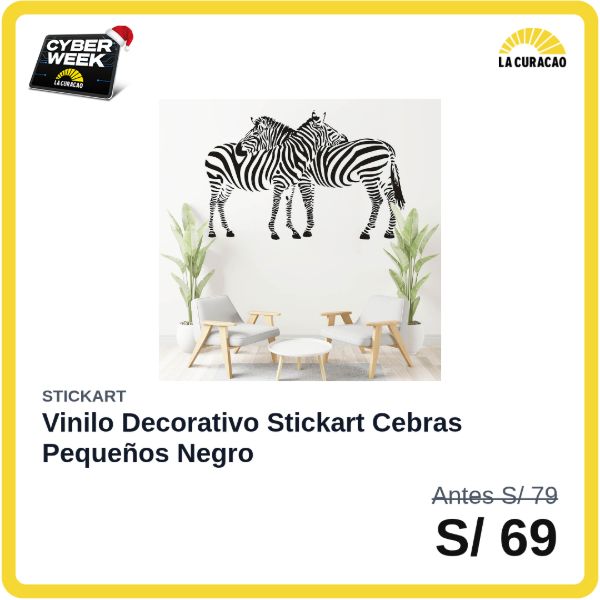 CYBER
WEEK
LA CURACAO
LA CURACAO
STICKART
Vinilo Decorativo Stickart Cebras
Pequeños Negro
Antes S/ 79
S/ 69